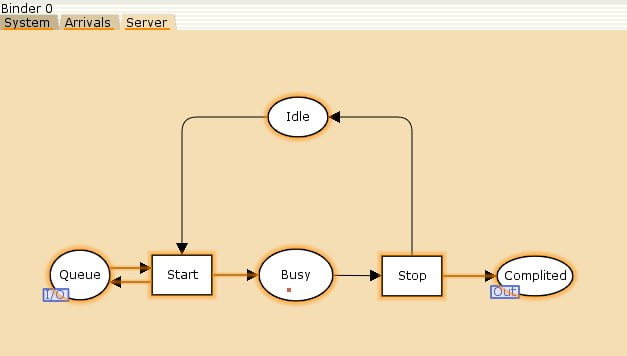 Binder 0
System Arrivals Server
Idle
Queue Start Busy Stop Complited
I/O Out